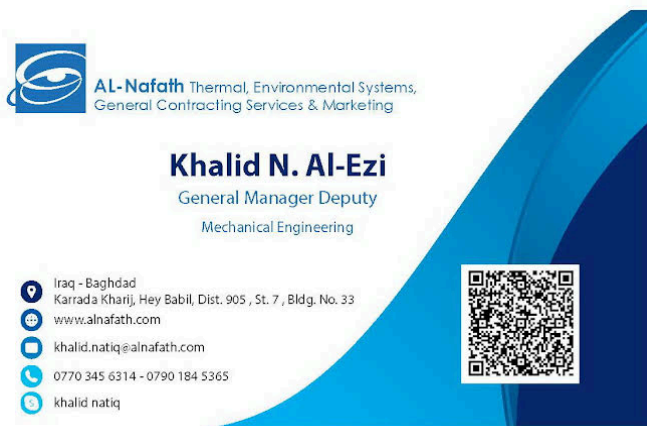 AL-Nafath Thermal, Environmental Systems,
General Contracting Services & Marketing
Khalid N. Al-Ezi
General Manager Deputy
Mechanical Engineering
Iraq - Baghdad
Karrada Kharij, Hey Babil, Dist. 905 , St. 7 , Bldg. No. 33
www.alnafath.com
khalid.natiq@alnafath.com
0770 345 6314 - 0790 184 5365
khalid natiq